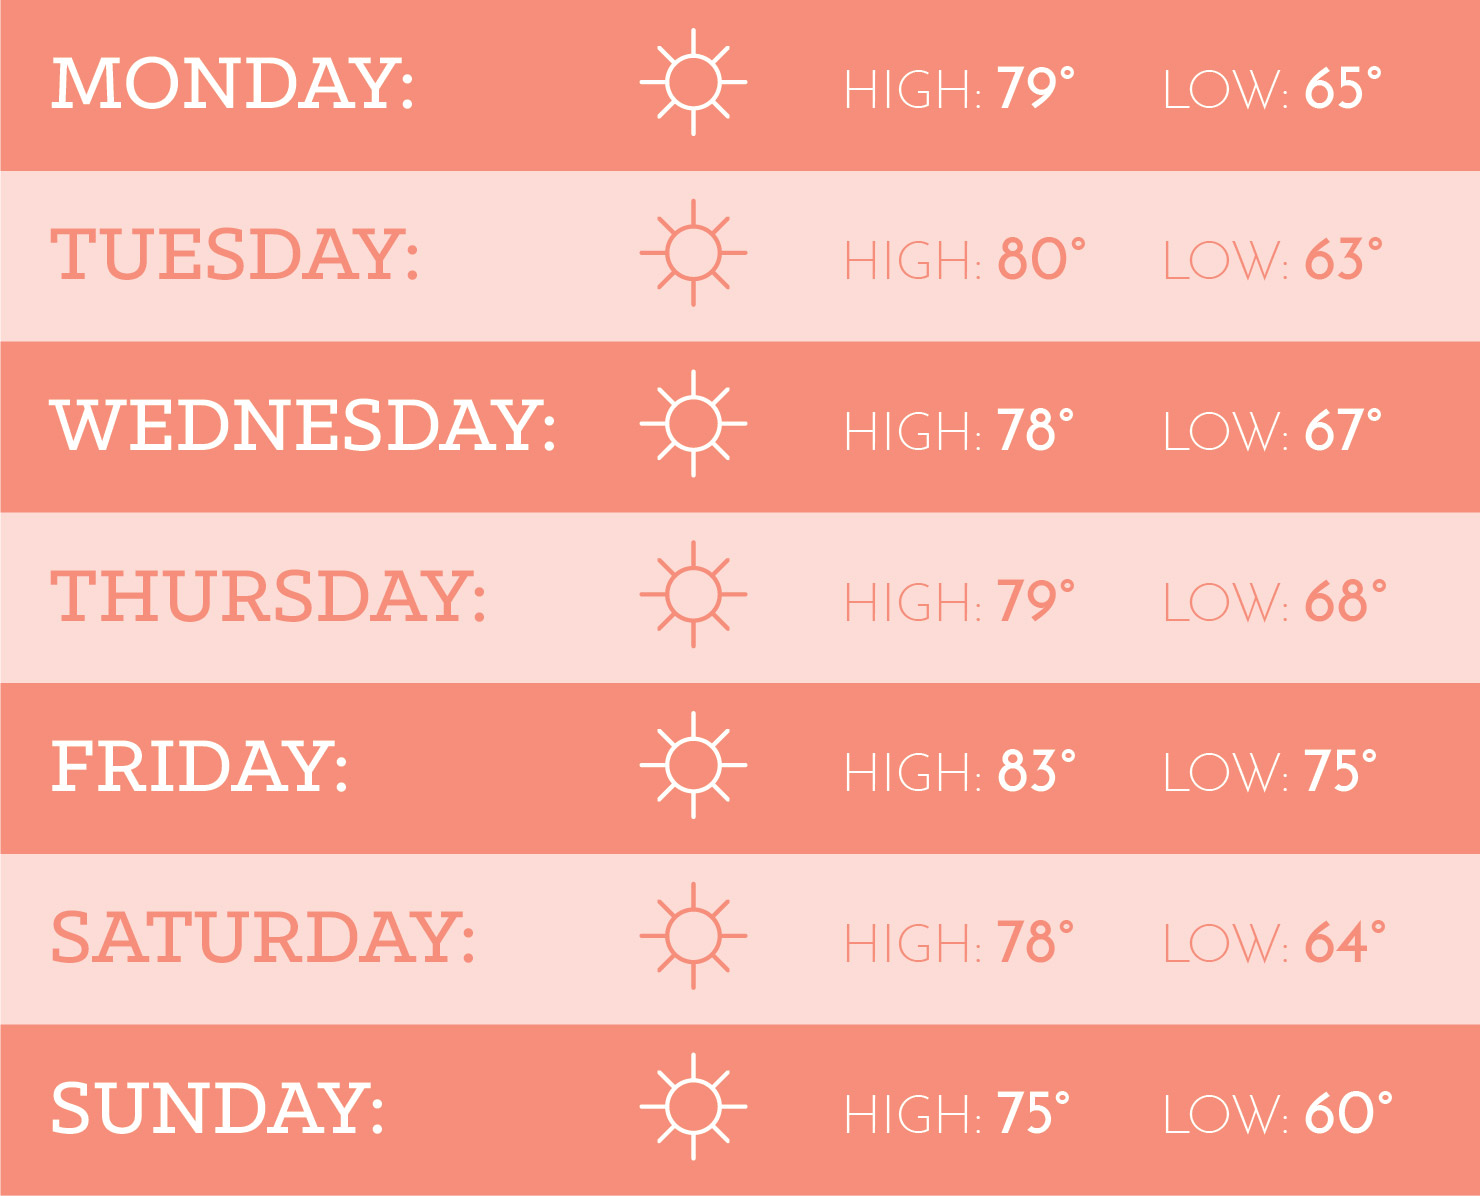 MONDAY: HIGH: 79° LOW: 65°
TUESDAY: HIGH: 80° LOW: 63°
WEDNESDAY: HIGH: 78° LOW: 67°
THURSDAY: HIGH: 79° LOW: 68°
FRIDAY: HIGH: 83° LOW: 75°
SATURDAY: HIGH: 78° LOW: 64°
SUNDAY: HIGH: 75° LOW: 60°